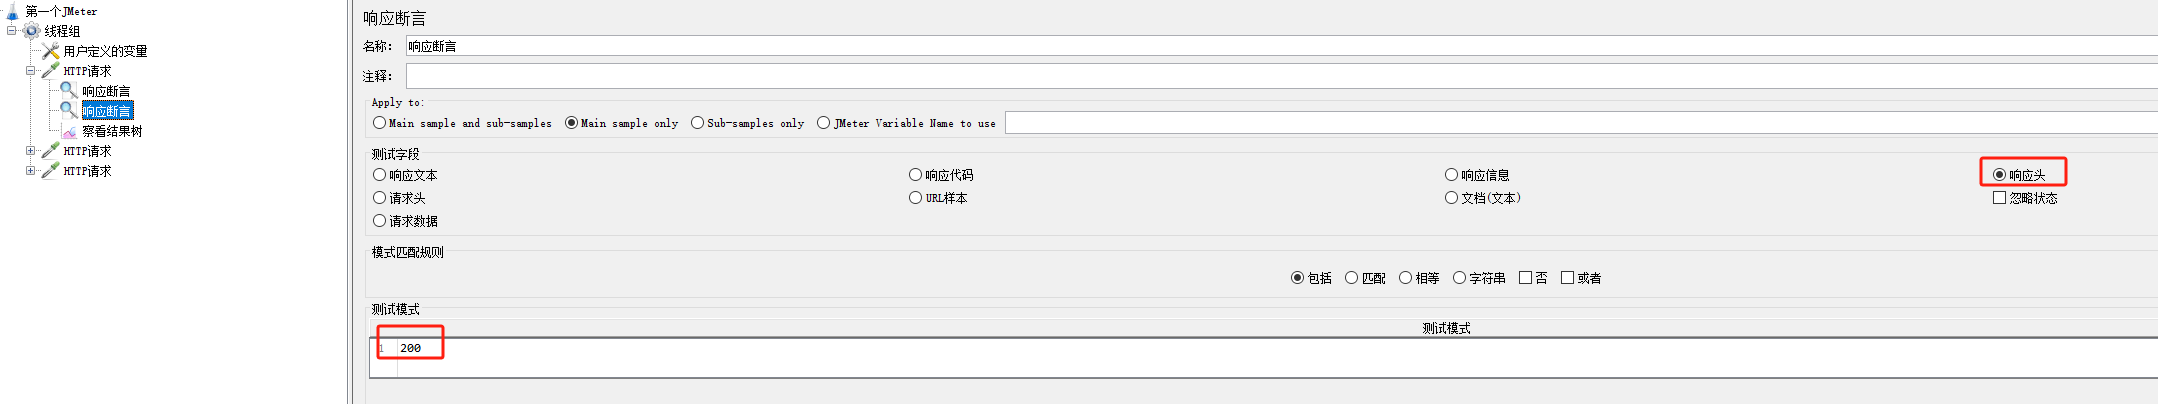 第一个JMeter
线程组
用户定义的变量
HTTP请求
响应断言
响应断言
察看结果树
HTTP请求
HTTP请求
响应断言
名称： 响应断言
注释：
Apply to:
Main sample and sub-samples Main sample only Sub-samples only JMeter Variable Name to use
测试字段
响应文本 响应代码 响应信息 响应头
请求头 URL样本 文档(文本) 忽略状态
请求数据
模式匹配规则
包括 匹配 相等 字符串 否 或者
测试模式
测试模式
1 200